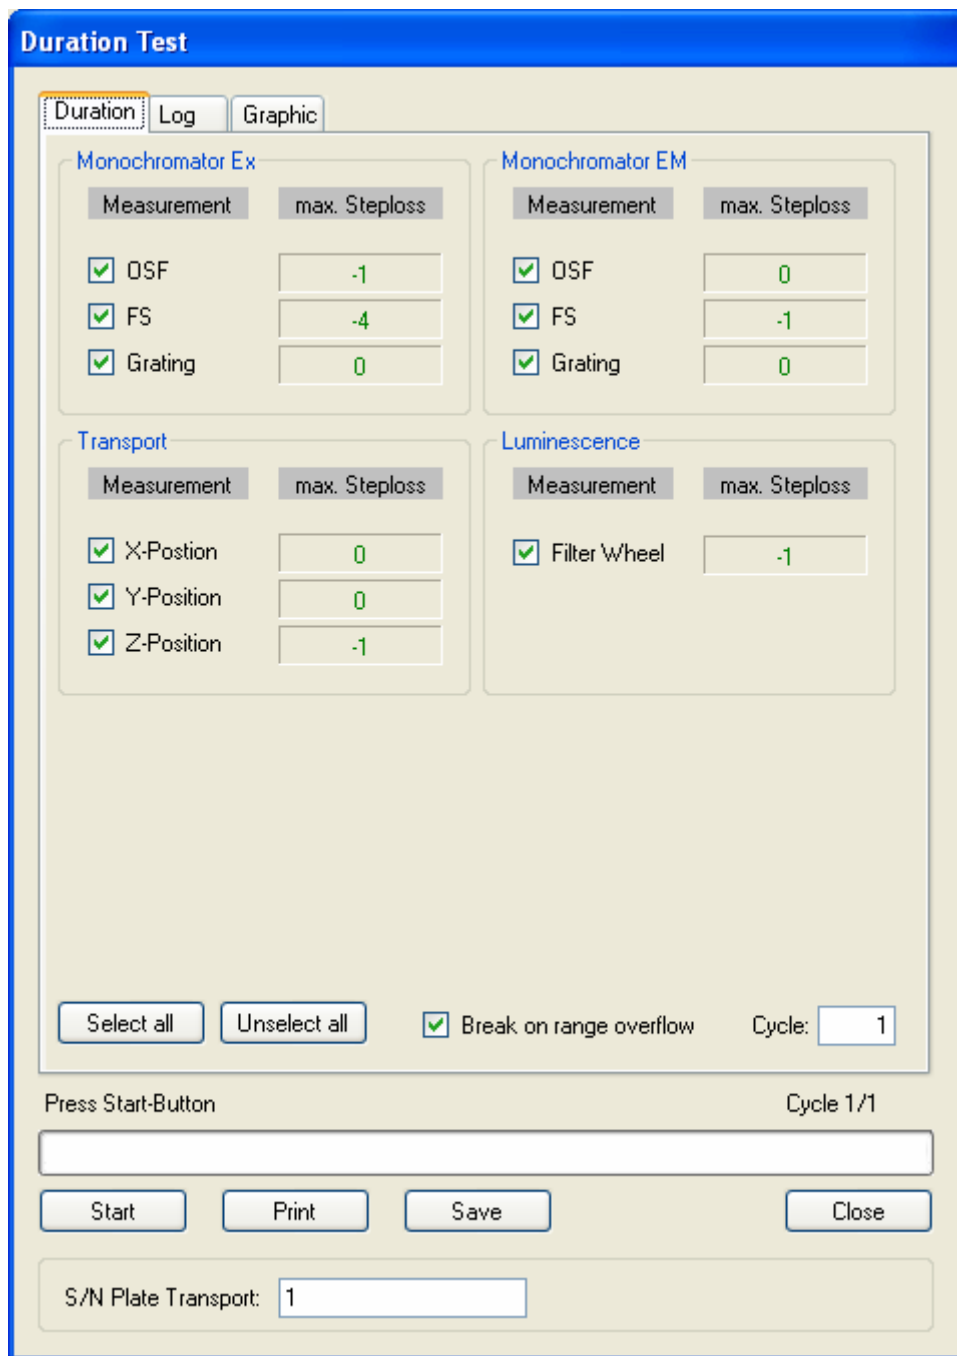 Duration Test
Duration Log Graphic
Monochromator Ex
Measurement max. Steploss
OSF -1
FS -4
Grating 0
Monochromator EM
Measurement max. Steploss
OSF 0
FS -1
Grating 0
Transport
Measurement max. Steploss
X-Postion 0
Y-Position 0
Z-Position -1
Luminescence
Measurement max. Steploss
Filter Wheel -1
Select all Unselect all Break on range overflow Cycle: 1
Press Start-Button Cycle 1/1
Start Print Save Close
S/N Plate Transport: 1